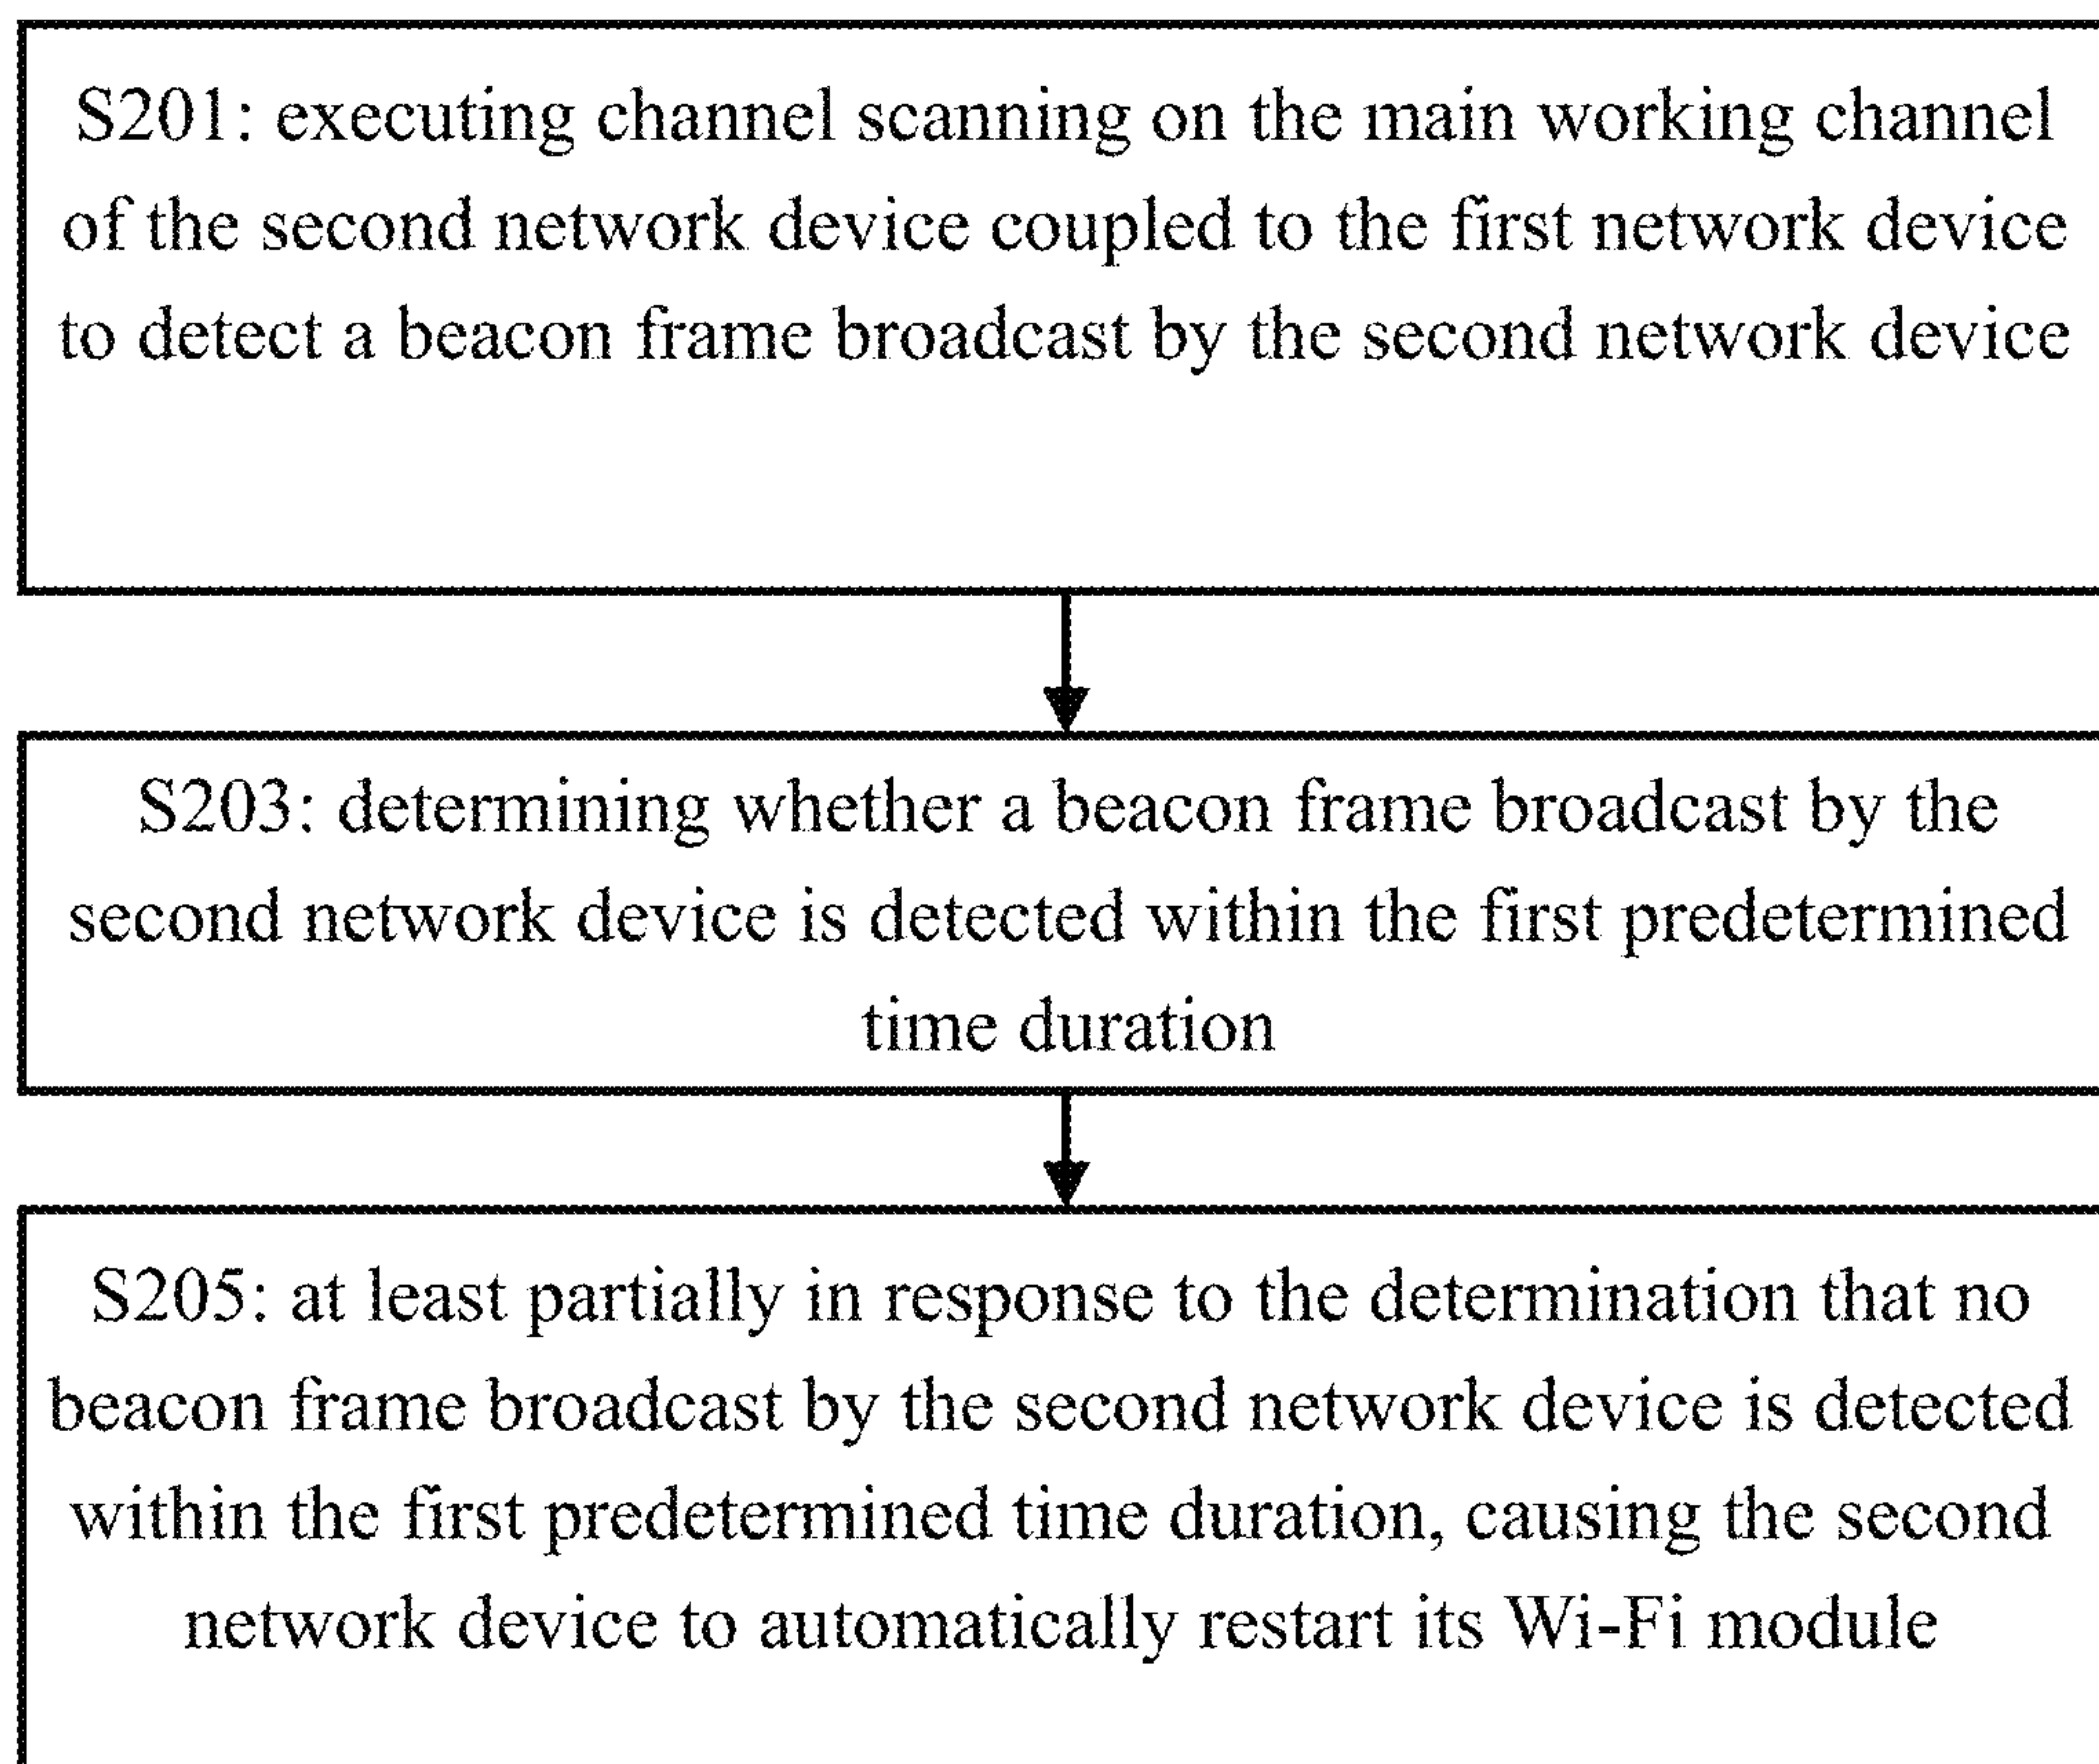 S201: executing channel scanning on the main working channel
of the second network device coupled to the first network device
to detect a beacon frame broadcast by the second network device
S203: determining whether a beacon frame broadcast by the
second network device is detected within the first predetermined
time duration
S205: at least partially in response to the determination that no
beacon frame broadcast by the second network device is detected
within the first predetermined time duration, causing the second
network device to automatically restart its Wi-Fi module